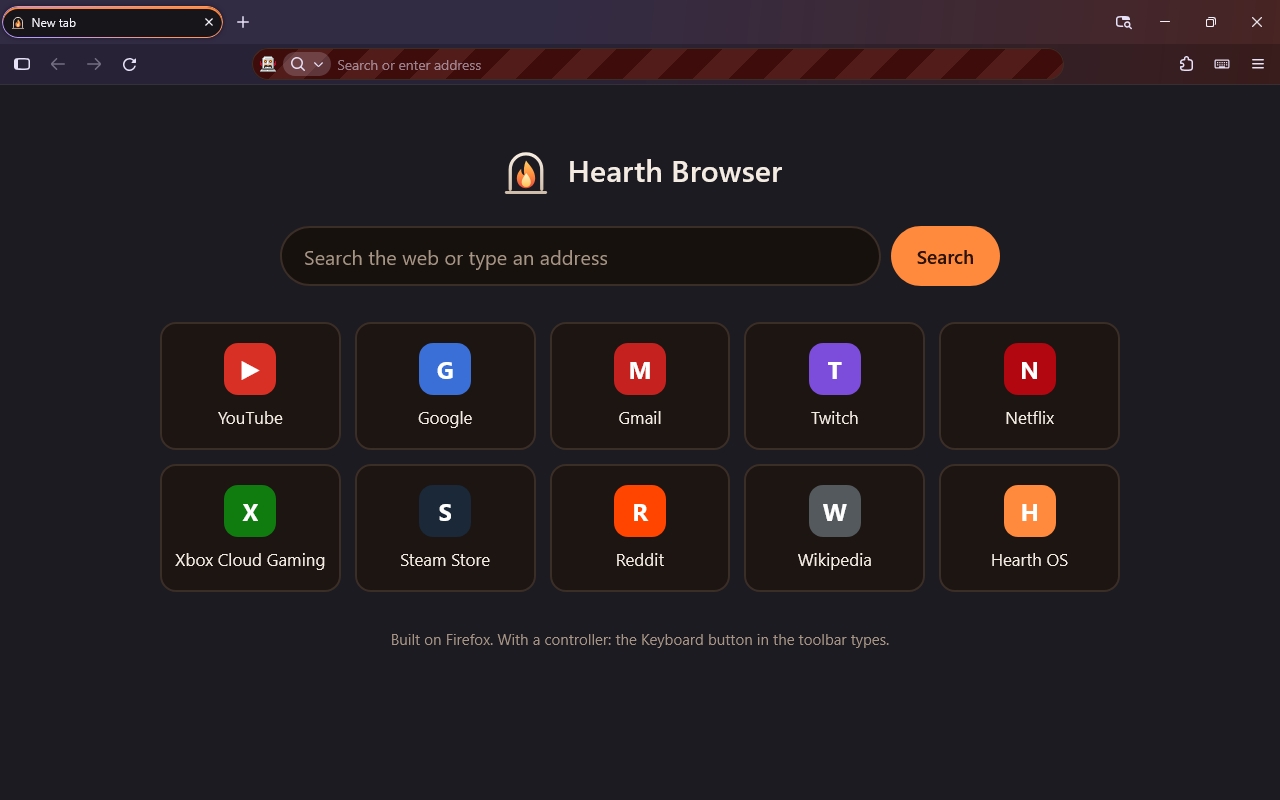 New tab
Search or enter address
Hearth Browser
Search the web or type an address
Search
YouTube
G
Google
M
Gmail
T
Twitch
N
Netflix
X
Xbox Cloud Gaming
S
Steam Store
R
Reddit
W
Wikipedia
H
Hearth OS
Built on Firefox. With a controller: the Keyboard button in the toolbar types.